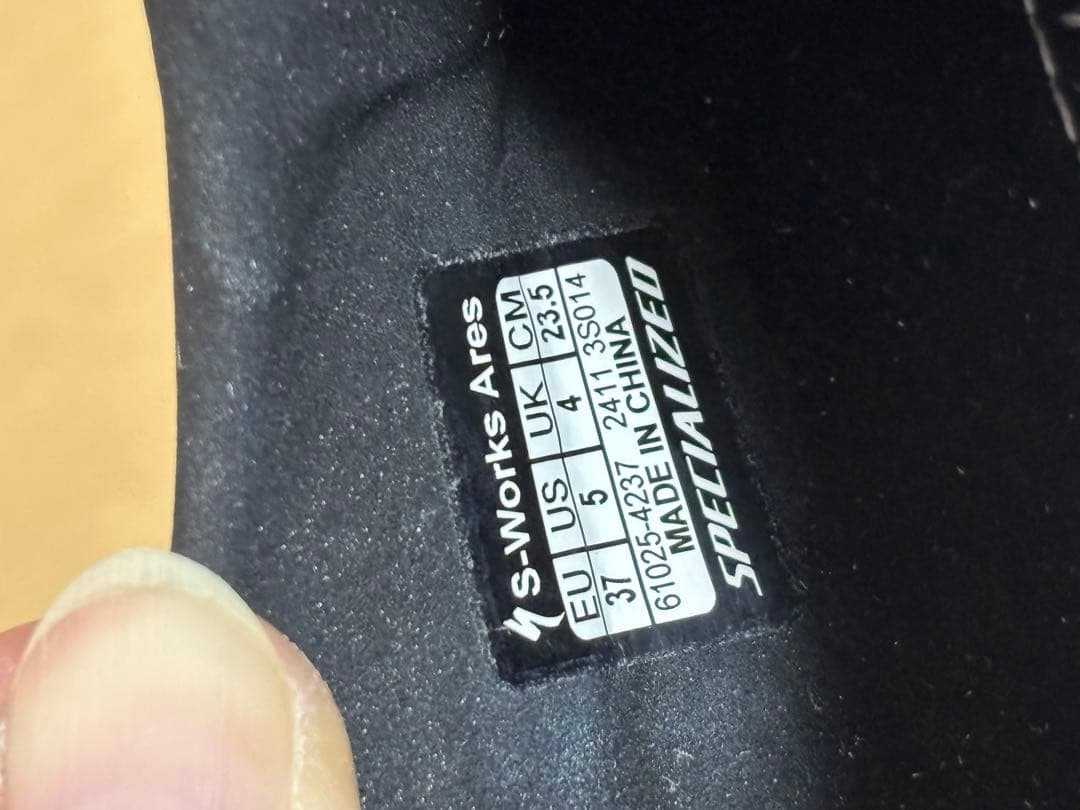 S-Works Ares
EU US UK CM
37 5 4 23.5
61025-4237 2411 3S014
MADE IN CHINA
SPECIALIZED